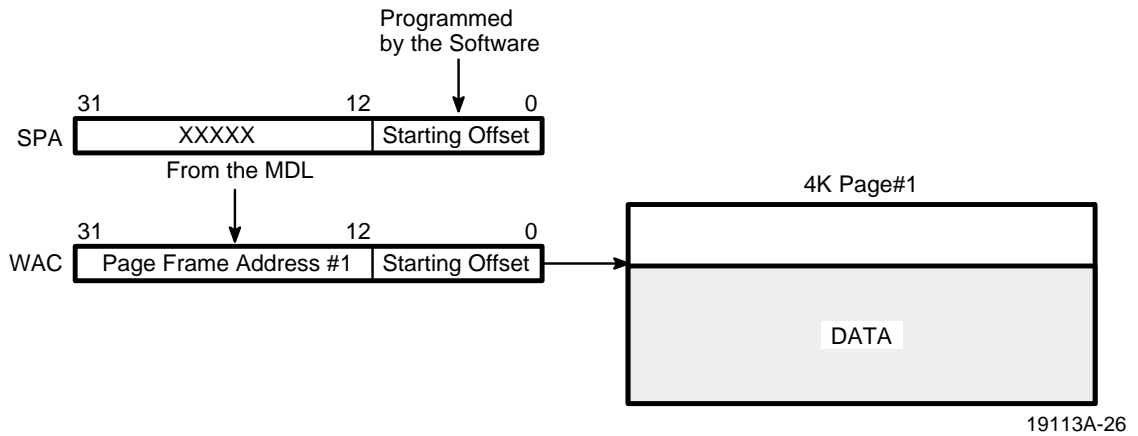 Programmed
by the Software
31 12 0
SPA XXXXX Starting Offset
From the MDL
4K Page#1
31 12 0
WAC Page Frame Address #1 Starting Offset
DATA
19113A-26